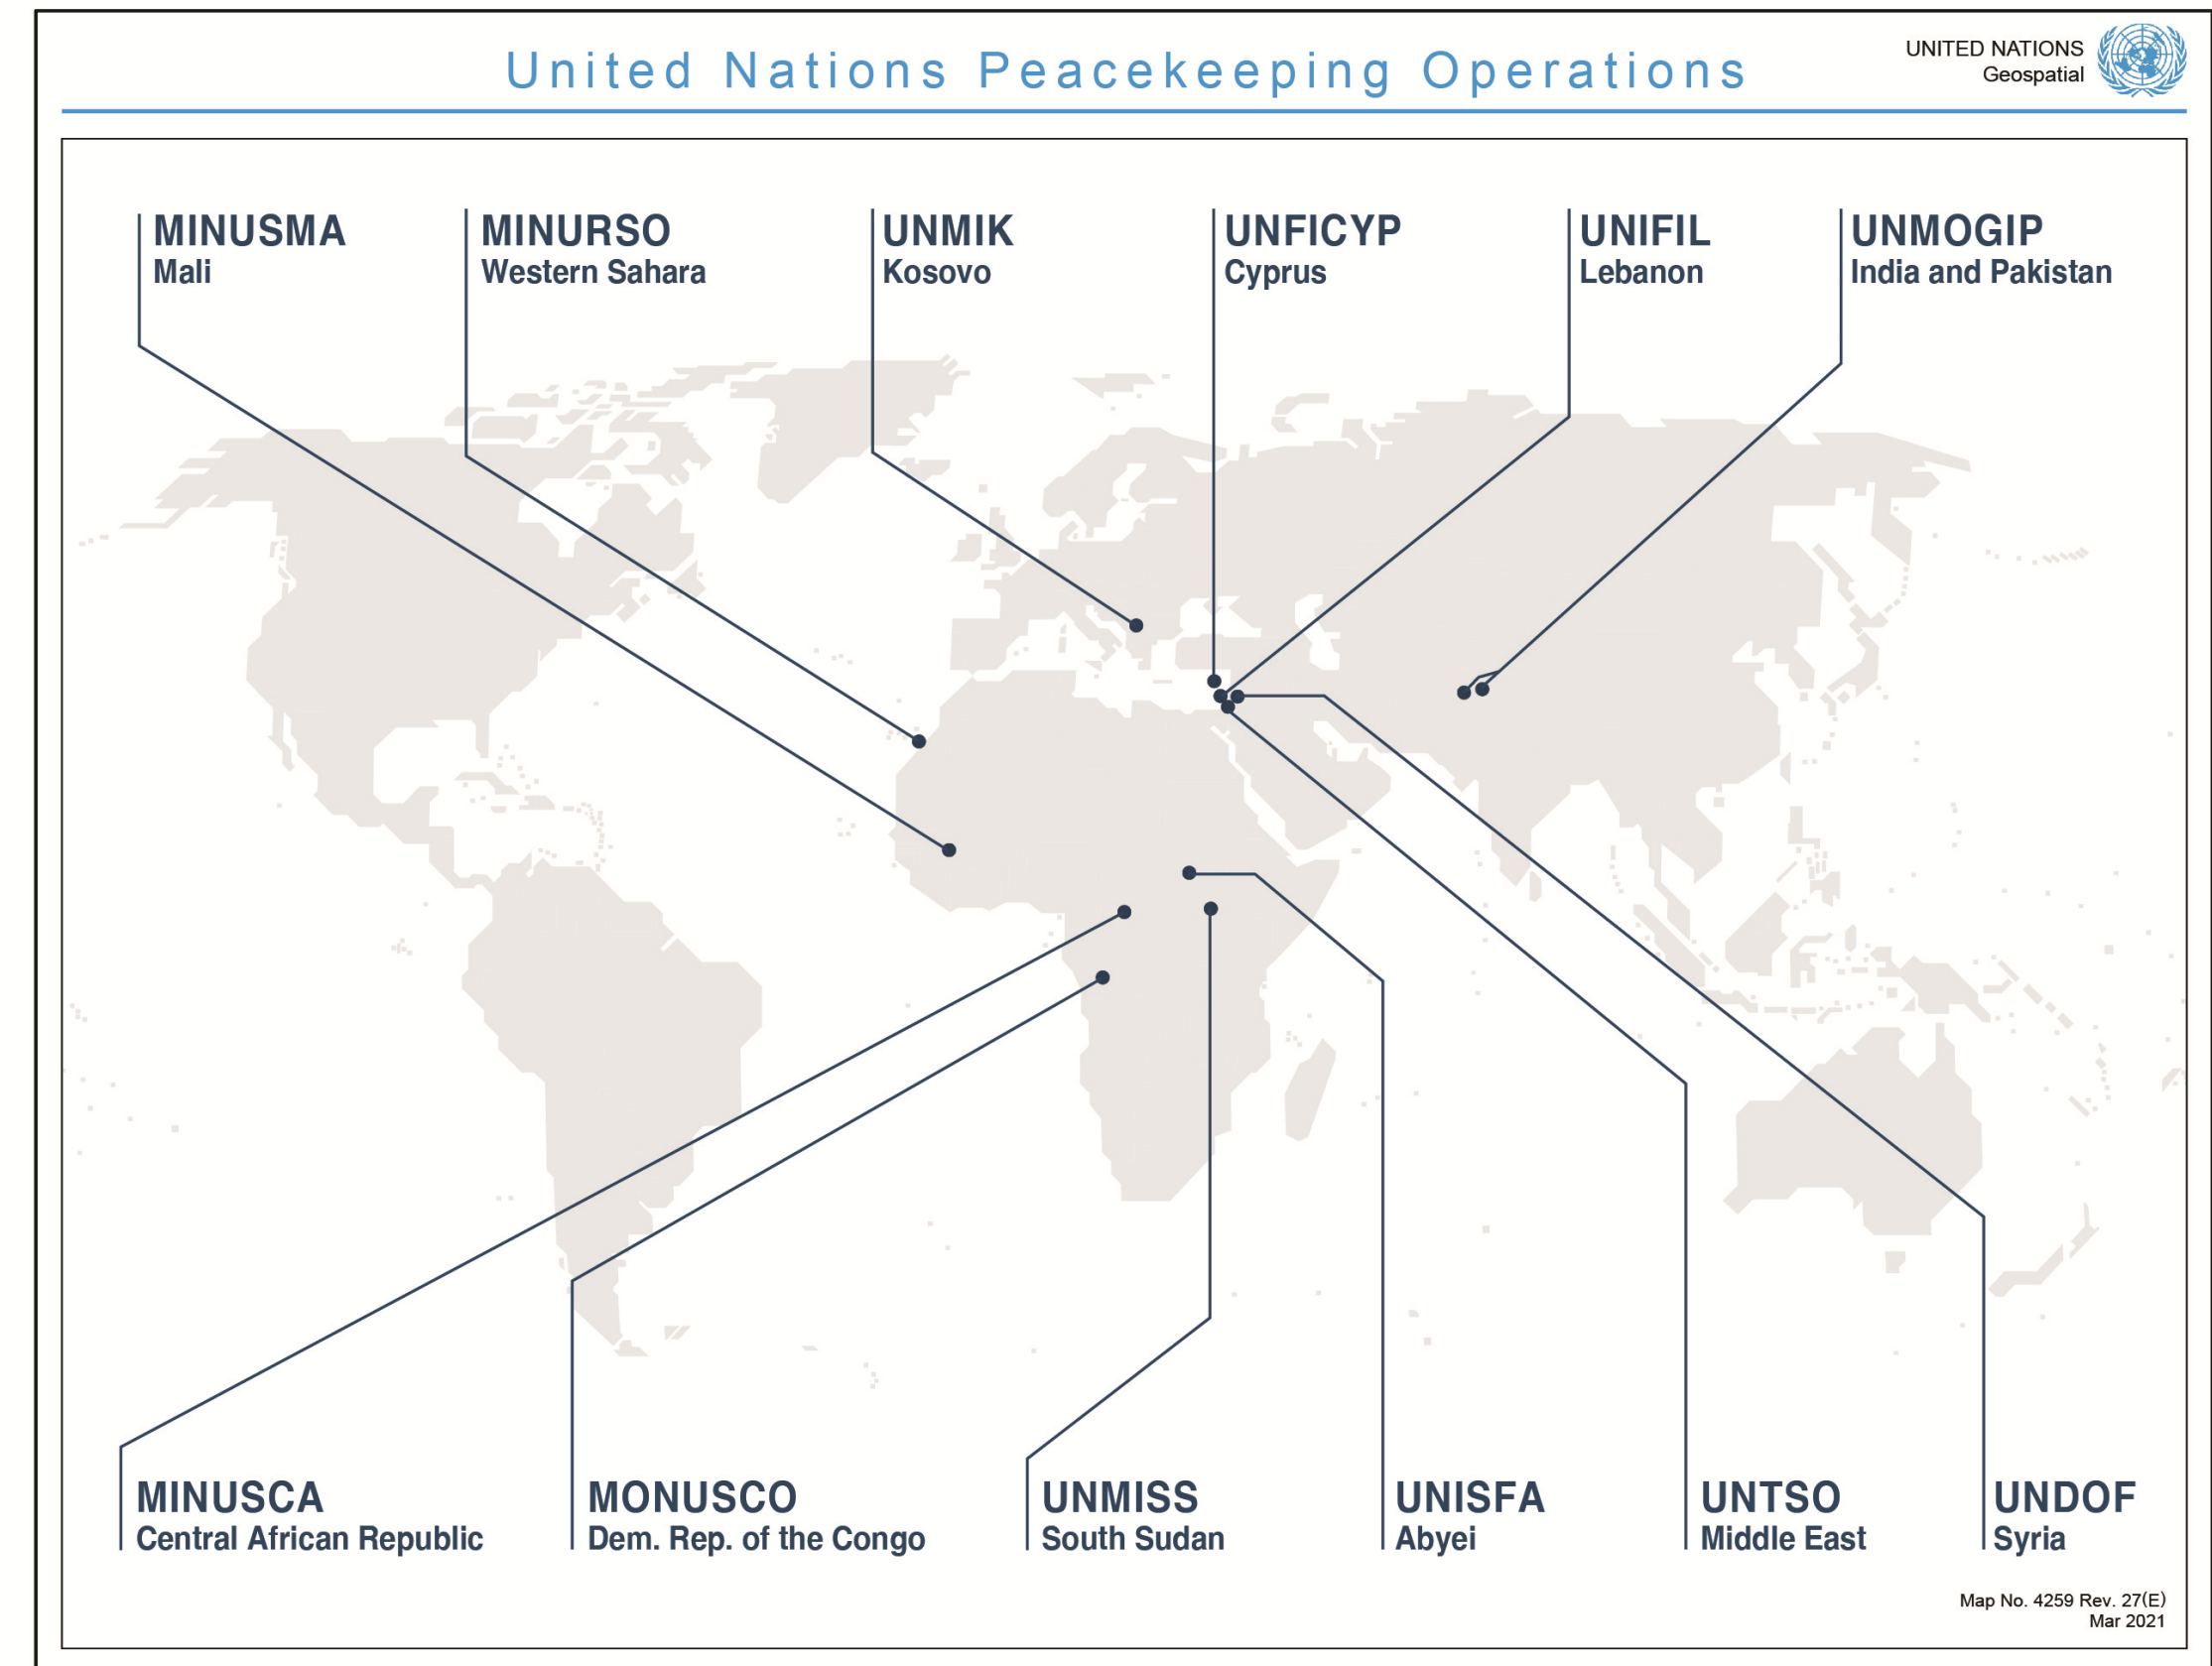 United Nations Peacekeeping Operations
UNITED NATIONS
Geospatial
MINUSMA
Mali
MINURSO
Western Sahara
UNMIK
Kosovo
UNFICYP
Cyprus
UNIFIL
Lebanon
UNMOGIP
India and Pakistan
MINUSCA
Central African Republic
MONUSCO
Dem. Rep. of the Congo
UNMISS
South Sudan
UNISFA
Abyei
UNTSO
Middle East
UNDOF
Syria
Map No. 4259 Rev. 27(E)
Mar 2021